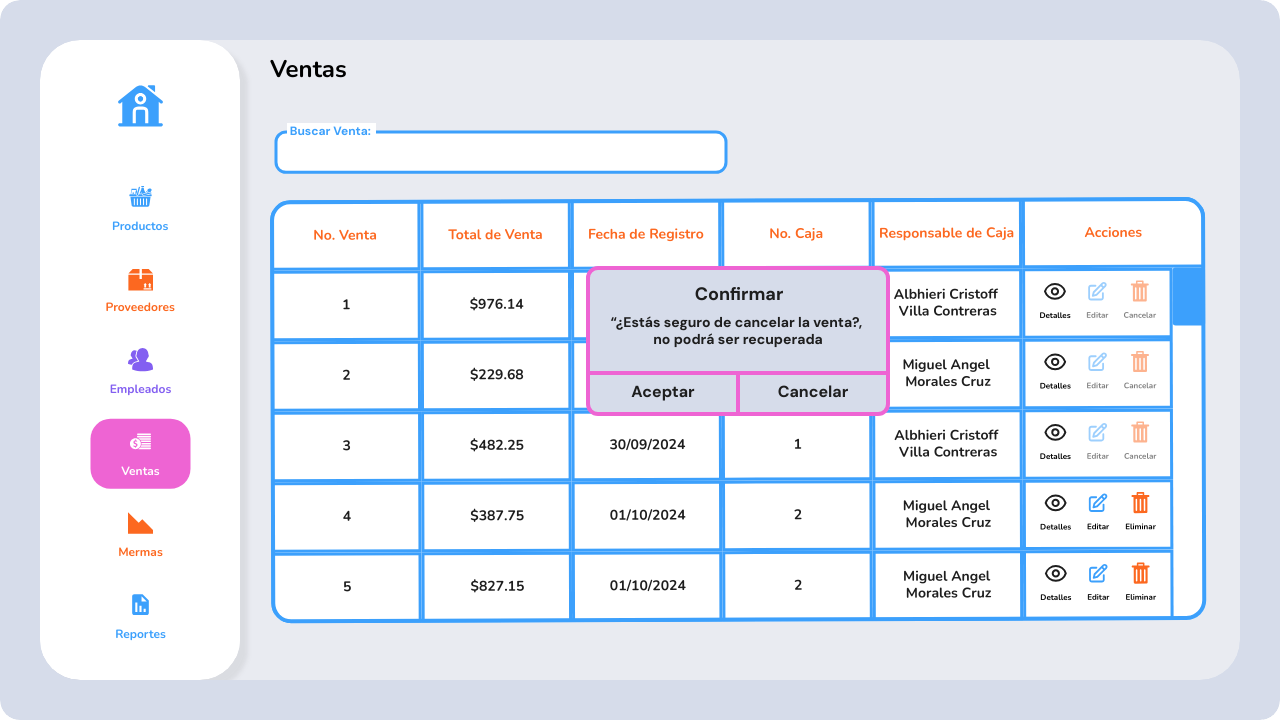 Ventas
Buscar Venta:
Productos
Proveedores
Empleados
Ventas
Mermas
Reportes
No. Venta Total de Venta Fecha de Registro No. Caja Responsable de Caja Acciones
1 $976.14 Albhieri Cristoff
Villa Contreras
Detalles Editar Cancelar
2 $229.68 Miguel Angel
Morales Cruz
Detalles Editar Cancelar
Confirmar
“¿Estás seguro de cancelar la venta?,
no podrá ser recuperada
Aceptar Cancelar
3 $482.25 30/09/2024 1 Albhieri Cristoff
Villa Contreras
Detalles Editar Cancelar
4 $387.75 01/10/2024 2 Miguel Angel
Morales Cruz
Detalles Editar Eliminar
5 $827.15 01/10/2024 2 Miguel Angel
Morales Cruz
Detalles Editar Eliminar